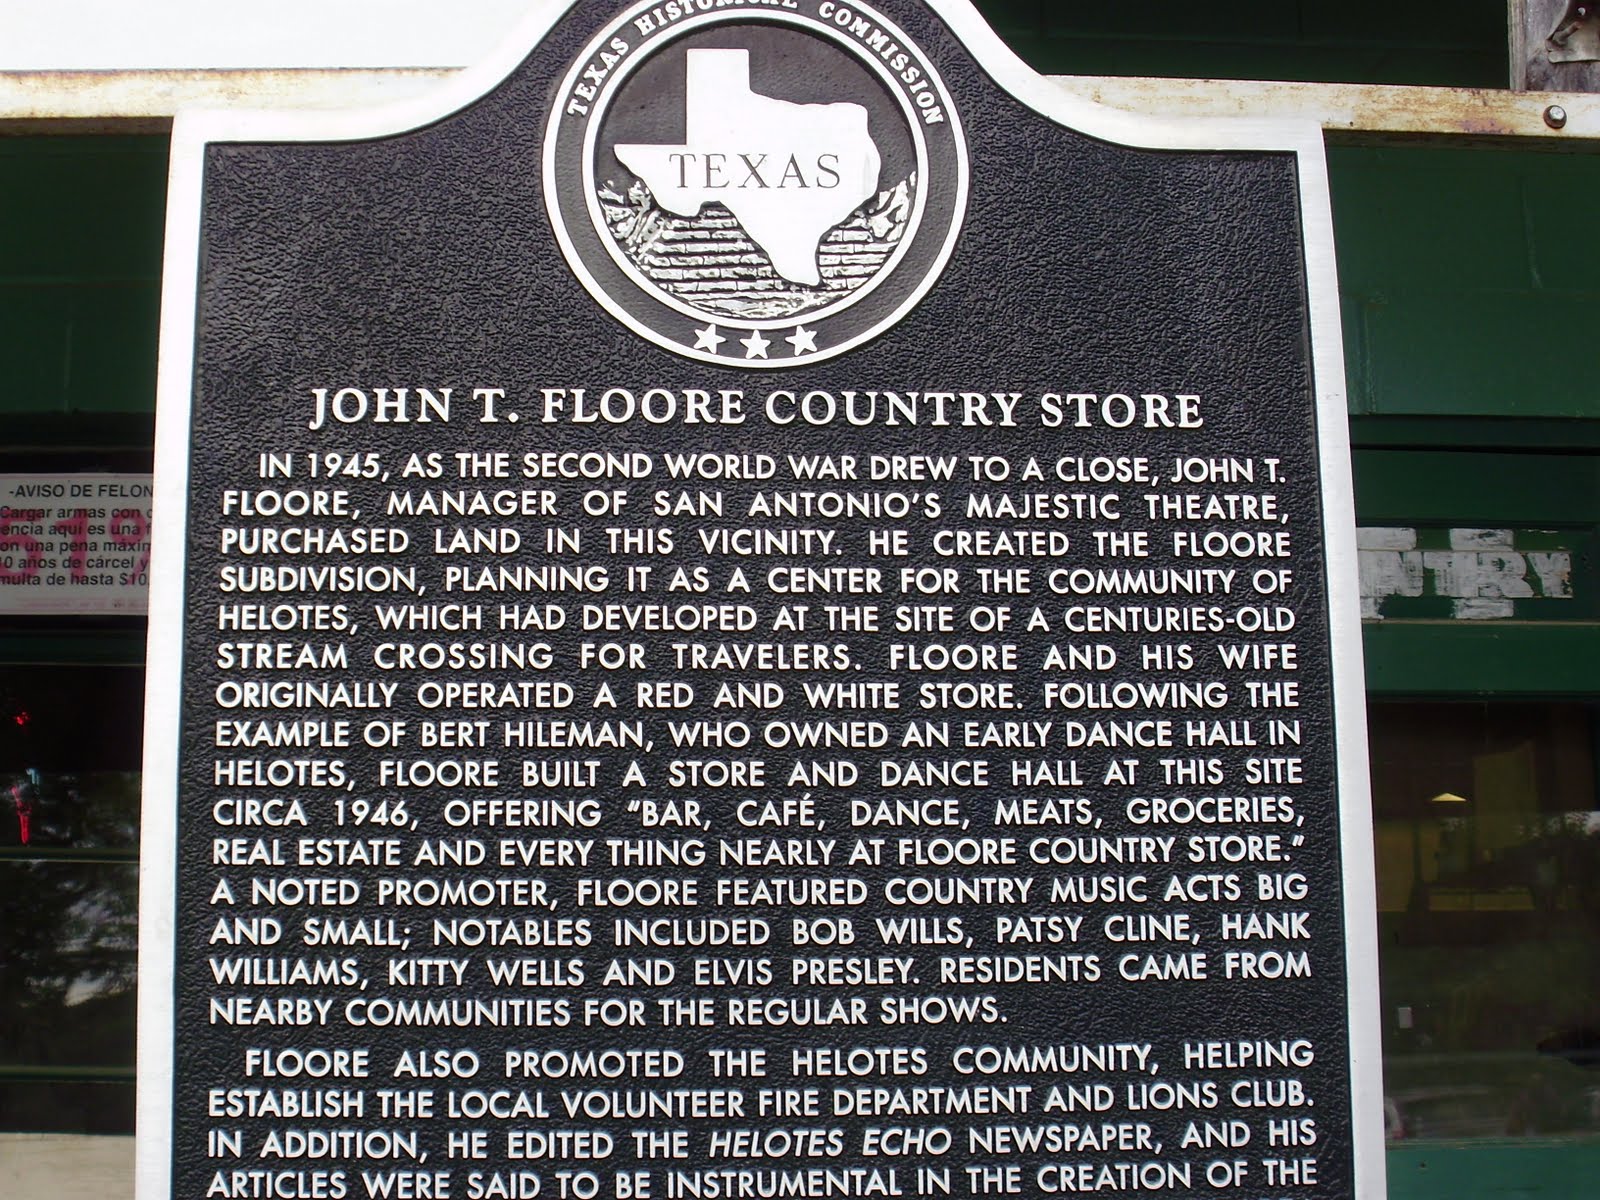 TEXAS HISTORICAL COMMISSION
TEXAS
JOHN T. FLOORE COUNTRY STORE
IN 1945, AS THE SECOND WORLD WAR DREW TO A CLOSE, JOHN T.
FLOORE, MANAGER OF SAN ANTONIO'S MAJESTIC THEATRE,
PURCHASED LAND IN THIS VICINITY. HE CREATED THE FLOORE
SUBDIVISION, PLANNING IT AS A CENTER FOR THE COMMUNITY OF
HELOTES, WHICH HAD DEVELOPED AT THE SITE OF A CENTURIES-OLD
STREAM CROSSING FOR TRAVELERS. FLOORE AND HIS WIFE
ORIGINALLY OPERATED A RED AND WHITE STORE. FOLLOWING THE
EXAMPLE OF BERT HILEMAN, WHO OWNED AN EARLY DANCE HALL IN
HELOTES, FLOORE BUILT A STORE AND DANCE HALL AT THIS SITE
CIRCA 1946, OFFERING "BAR, CAFÉ, DANCE, MEATS, GROCERIES,
REAL ESTATE AND EVERY THING NEARLY AT FLOORE COUNTRY STORE."
A NOTED PROMOTER, FLOORE FEATURED COUNTRY MUSIC ACTS BIG
AND SMALL; NOTABLES INCLUDED BOB WILLS, PATSY CLINE, HANK
WILLIAMS, KITTY WELLS AND ELVIS PRESLEY. RESIDENTS CAME FROM
NEARBY COMMUNITIES FOR THE REGULAR SHOWS.
FLOORE ALSO PROMOTED THE HELOTES COMMUNITY, HELPING
ESTABLISH THE LOCAL VOLUNTEER FIRE DEPARTMENT AND LIONS CLUB.
IN ADDITION, HE EDITED THE HELOTES ECHO NEWSPAPER, AND HIS
ARTICLES WERE SAID TO BE INSTRUMENTAL IN THE CREATION OF THE
-AVISO DE FELON
Cargar armas con
encia aquí es una
on una pena máxim
10 años de cárcel y
multa de hasta $10
NTRY